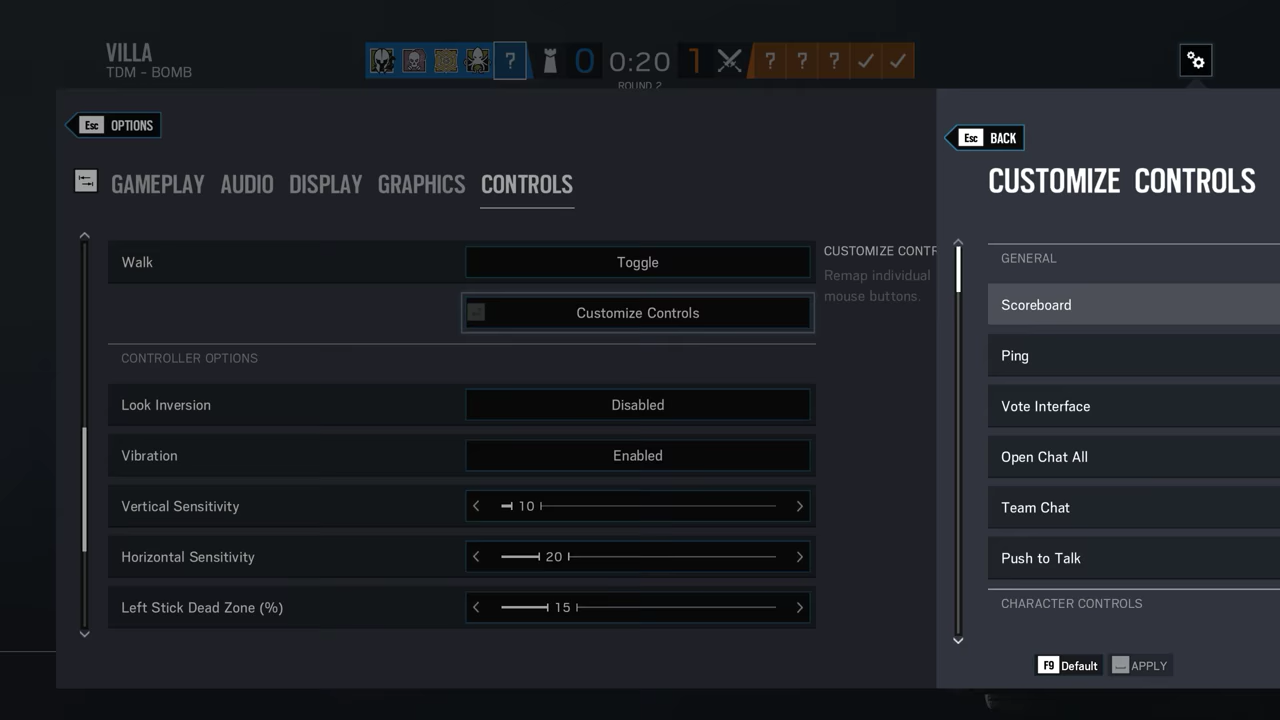 VILLA
TDM - BOMB
? 0 0:20 1 ? ? ?
ROUND 2
Esc OPTIONS
GAMEPLAY AUDIO DISPLAY GRAPHICS CONTROLS
Walk Toggle
Customize Controls
CONTROLLER OPTIONS
Look Inversion Disabled
Vibration Enabled
Vertical Sensitivity 10
Horizontal Sensitivity 20
Left Stick Dead Zone (%) 15
CUSTOMIZE CONTR
Remap individual
mouse buttons.
Esc BACK
CUSTOMIZE CONTROLS
GENERAL
Scoreboard
Ping
Vote Interface
Open Chat All
Team Chat
Push to Talk
CHARACTER CONTROLS
F9 Default APPLY